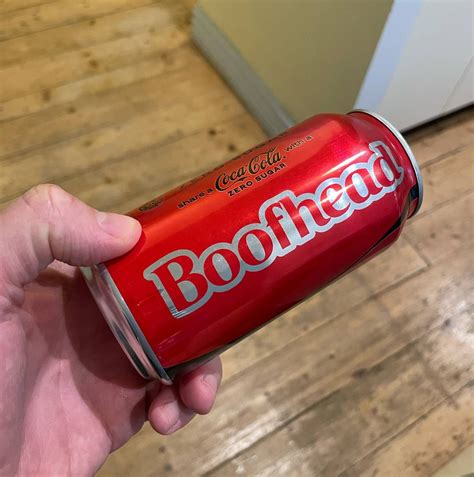 share a Coca-Cola with a
ZERO SUGAR
Boofhead